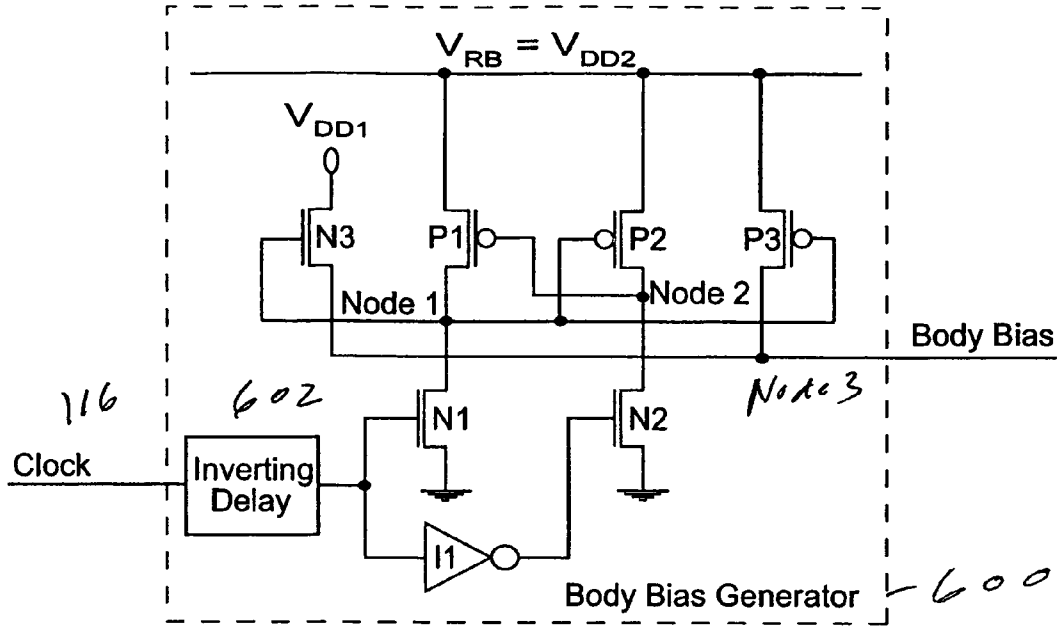 V_RB = V_DD2
V_DD1
N3
P1
P2
P3
Node 1
Node 2
Body Bias
Node 3
116
602
N1
N2
Clock
Inverting
Delay
I1
Body Bias Generator
600